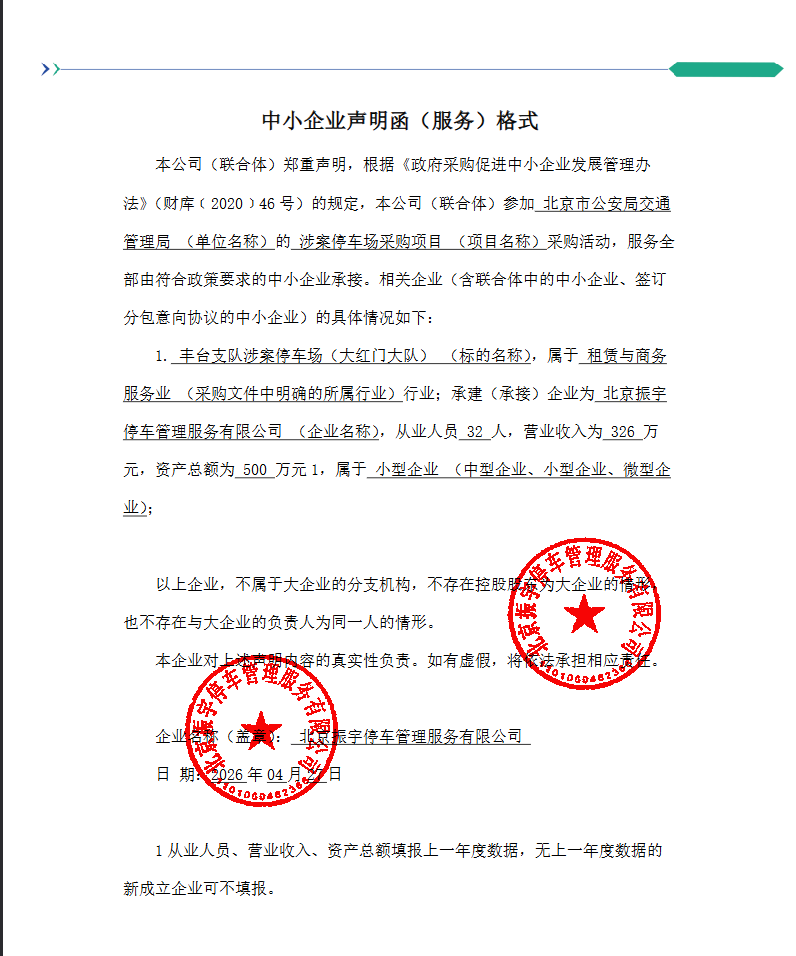 中小企业声明函（服务）格式
本公司（联合体）郑重声明，根据《政府采购促进中小企业发展管理办
法》（财库﹝2020﹞46 号）的规定，本公司（联合体）参加 北京市公安局交通
管理局 （单位名称）的 涉案停车场采购项目 （项目名称）采购活动，服务全
部由符合政策要求的中小企业承接。相关企业（含联合体中的中小企业、签订
分包意向协议的中小企业）的具体情况如下：
1. 丰台支队涉案停车场（大红门大队） （标的名称），属于 租赁与商务
服务业 （采购文件中明确的所属行业）行业；承建（承接）企业为 北京振宇
停车管理服务有限公司 （企业名称），从业人员 32 人，营业收入为 326 万
元，资产总额为 500 万元 1，属于 小型企业 （中型企业、小型企业、微型企
业）；
以上企业，不属于大企业的分支机构，不存在控股股东为大企业的情形，
也不存在与大企业的负责人为同一人的情形。
本企业对上述声明内容的真实性负责。如有虚假，将依法承担相应责任。
北京振宇停车管理服务有限公司
企业名称（盖章）： 北京振宇停车管理服务有限公司
日 期：2026 年 04 月 27 日
北京振宇停车管理服务有限公司
1 从业人员、营业收入、资产总额填报上一年度数据，无上一年度数据的
新成立企业可不填报。